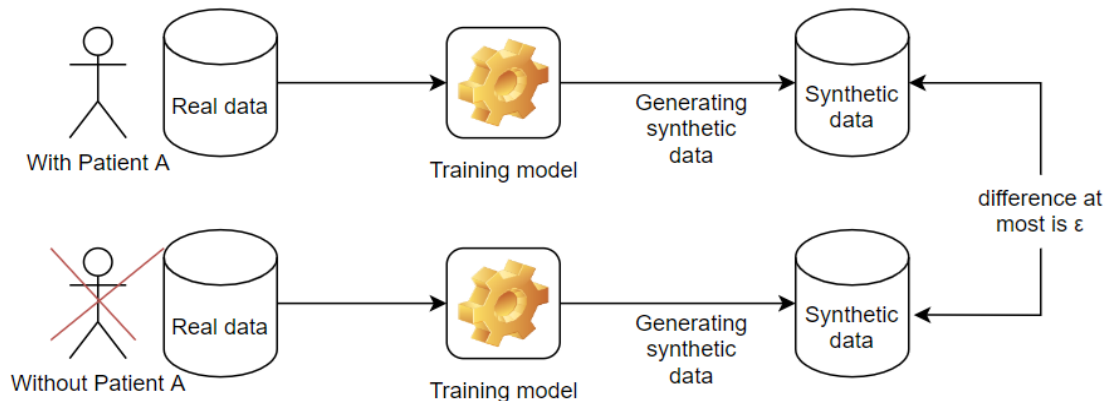 Real data
With Patient A
Training model
Generating
synthetic
data
Synthetic
data
difference at
most is ε
Real data
Without Patient A
Training model
Generating
synthetic
data
Synthetic
data